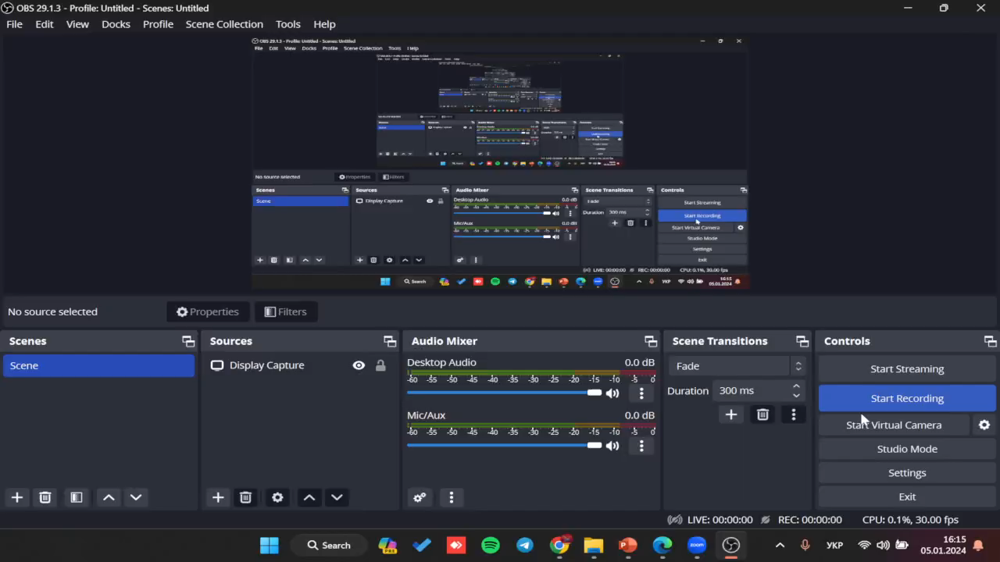 OBS 29.1.3 - Profile: Untitled - Scenes: Untitled
File Edit View Docks Profile Scene Collection Tools Help
OBS 29.1.3 - Profile: Untitled - Scenes: Untitled
File Edit View Docks Profile Scene Collection Tools Help
No source selected Properties Filters
Scenes Sources Audio Mixer Scene Transitions Controls
Scene Display Capture Desktop Audio 0.0 dB Fade Start Streaming
Duration 300 ms Start Recording
Mic/Aux 0.0 dB Start Virtual Camera
Studio Mode
Settings
Exit
LIVE: 00:00:00 REC: 00:00:00 CPU: 0.1%, 30.00 fps
Search УКР 16:15
05.01.2024
No source selected Properties Filters
Scenes Sources Audio Mixer Scene Transitions Controls
Scene Display Capture Desktop Audio 0.0 dB Fade Start Streaming
-60 -55 -50 -45 -40 -35 -30 -25 -20 -15 -10 -5 0
Duration 300 ms Start Recording
Mic/Aux 0.0 dB
-60 -55 -50 -45 -40 -35 -30 -25 -20 -15 -10 -5 0
Start Virtual Camera
Studio Mode
Settings
Exit
LIVE: 00:00:00 REC: 00:00:00 CPU: 0.1%, 30.00 fps
Search PRE zoom УКР 16:15
05.01.2024